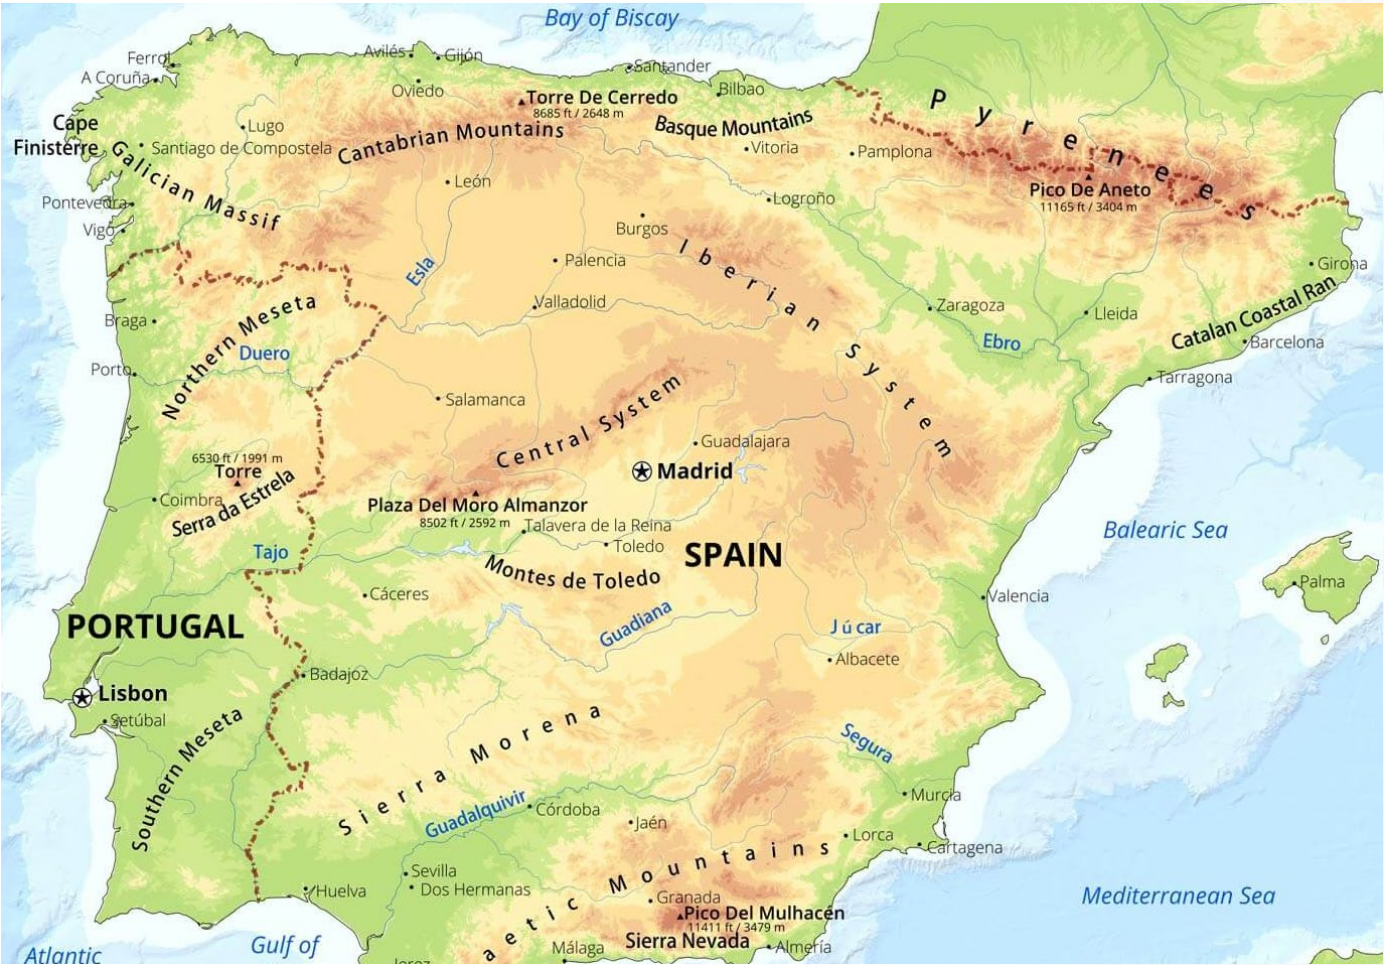 Bay of Biscay
Ferrol
Avilés
Gijón
A Coruña
Santander
Oviedo
Bilbao
Torre De Cerredo
8685 ft / 2648 m
Pyrenees
Cape
Finisterre
Lugo
Cantabrian Mountains
Basque Mountains
Santiago de Compostela
Vitoria
Pamplona
Galician Massif
León
Pico De Aneto
11165 ft / 3404 m
Pontevedra
Logroño
Vigo
Burgos
Iberian System
Esla
Palencia
Girona
Northern Meseta
Valladolid
Zaragoza
Lleida
Catalan Coastal Ran
Braga
Ebro
Barcelona
Duero
Porto
Tarragona
Salamanca
Central System
Guadalajara
6530 ft / 1991 m
Torre
Madrid
Coimbra
Serra da Estrela
Plaza Del Moro Almanzor
8502 ft / 2592 m
Talavera de la Reina
Balearic Sea
Tajo
Toledo
SPAIN
Montes de Toledo
Palma
Cáceres
Valencia
PORTUGAL
Guadiana
Júcar
Albacete
Badajoz
Lisbon
Setúbal
Southern Meseta
Sierra Morena
Segura
Murcia
Guadalquivir
Córdoba
Jaén
Lorca
Cartagena
aetic Mountains
Sevilla
Dos Hermanas
Huelva
Granada
Mediterranean Sea
Pico Del Mulhacén
11411 ft / 3479 m
Sierra Nevada
Gulf of
Málaga
Almería
Atlantic